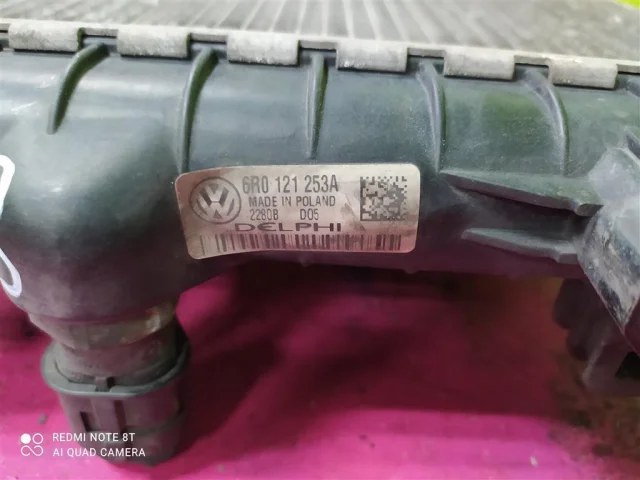 6R0 121 253A
MADE IN POLAND
2280B D05
DELPHI
REDMI NOTE 8T
AI QUAD CAMERA